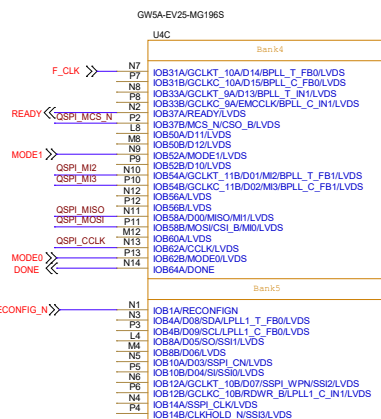 GW5A-EV25-MG196S
U4C
Bank4
F_CLK N7 IOB31A/GCLKT_10A/D14/BPLL_T_FB0/LVDS
P7 IOB31B/GCLKC_10A/D15/BPLL_C_FB0/LVDS
N8 IOB33A/GCLKT_9A/D13/BPLL_T_IN1/LVDS
P8 IOB33B/GCLKC_9A/EMCCLK/BPLL_C_IN1/LVDS
READY N2 IOB37A/READY/LVDS
QSPI_MCS_N P2 IOB37B/MCS_N/CSO_B/LVDS
L8 IOB50A/D11/LVDS
M8 IOB50B/D12/LVDS
MODE1 N9 IOB52A/MODE1/LVDS
P9 IOB52B/D10/LVDS
QSPI_MI2 N10 IOB54A/GCLKT_11B/D01/MI2/BPLL_T_FB1/LVDS
QSPI_MI3 P10 IOB54B/GCLKC_11B/D02/MI3/BPLL_C_FB1/LVDS
N12 IOB56A/LVDS
P12 IOB56B/LVDS
QSPI_MISO N11 IOB58A/D00/MISO/MI1/LVDS
QSPI_MOSI P11 IOB58B/MOSI/CSI_B/MI0/LVDS
M12 IOB60A/LVDS
QSPI_CCLK N13 IOB62A/CCLK/LVDS
MODE0 P13 IOB62B/MODE0/LVDS
DONE N14 IOB64A/DONE
Bank5
ECONFIG_N N1 IOB1A/RECONFIGN
N3 IOB4A/D08/SDA/LPLL1_T_FB0/LVDS
P3 IOB4B/D09/SCL/LPLL1_C_FB0/LVDS
L4 IOB8A/D05/SO/SSI1/LVDS
M4 IOB8B/D06/LVDS
N5 IOB10A/D03/SSPI_CN/LVDS
P5 IOB10B/D04/SI/SSI0/LVDS
N6 IOB12A/GCLKT_10B/D07/SSPI_WPN/SSI2/LVDS
P6 IOB12B/GCLKC_10B/RDWR_B/LPLL1_C_IN1/LVDS
N4 IOB14A/SSPI_CLK/LVDS
P4 IOB14B/CLKHOLD_N/SSI3/LVDS